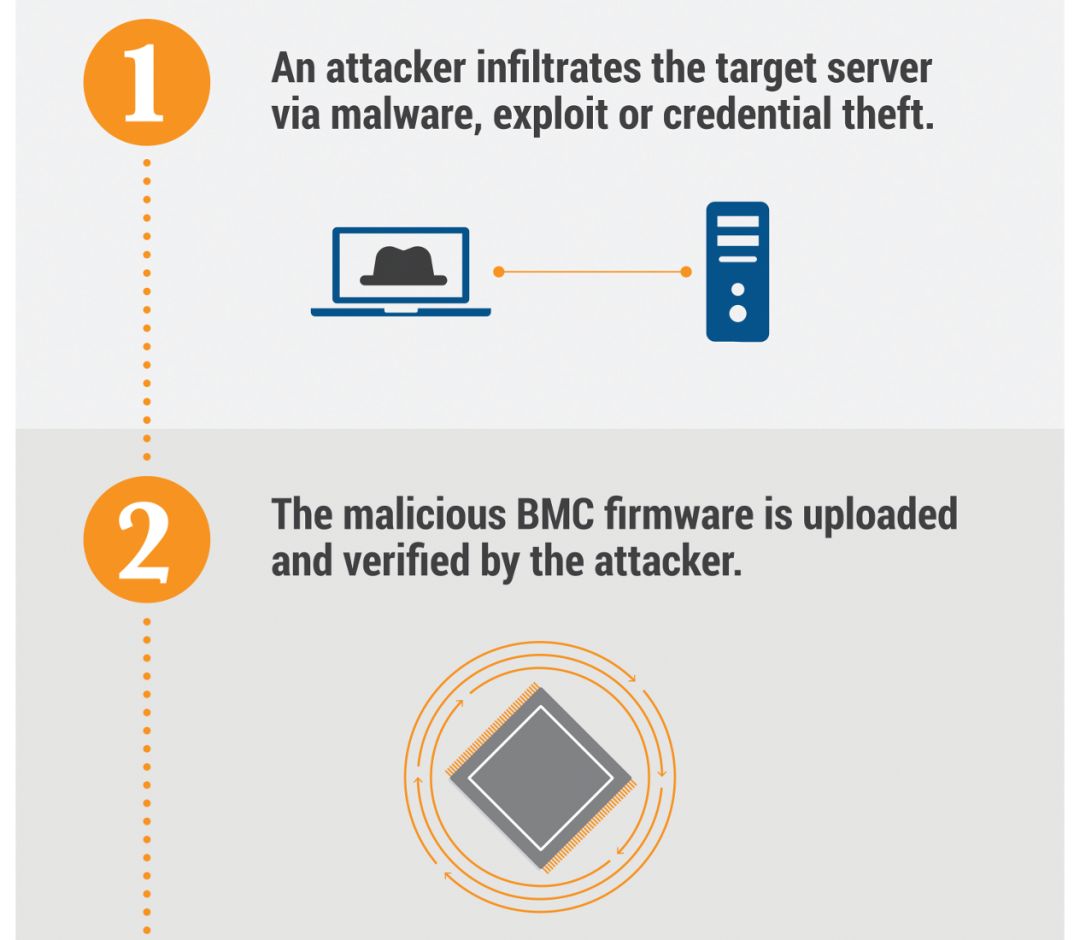 1
An attacker infiltrates the target server
via malware, exploit or credential theft.
2
The malicious BMC firmware is uploaded
and verified by the attacker.